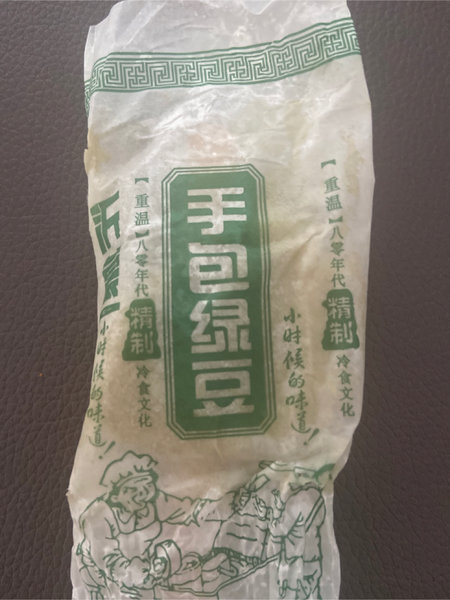 手包绿豆
【重温】八零年代
精制
冷食文化
小时候的味道！
【重温】八零年代
精制
冷食文化
小时候的味道！